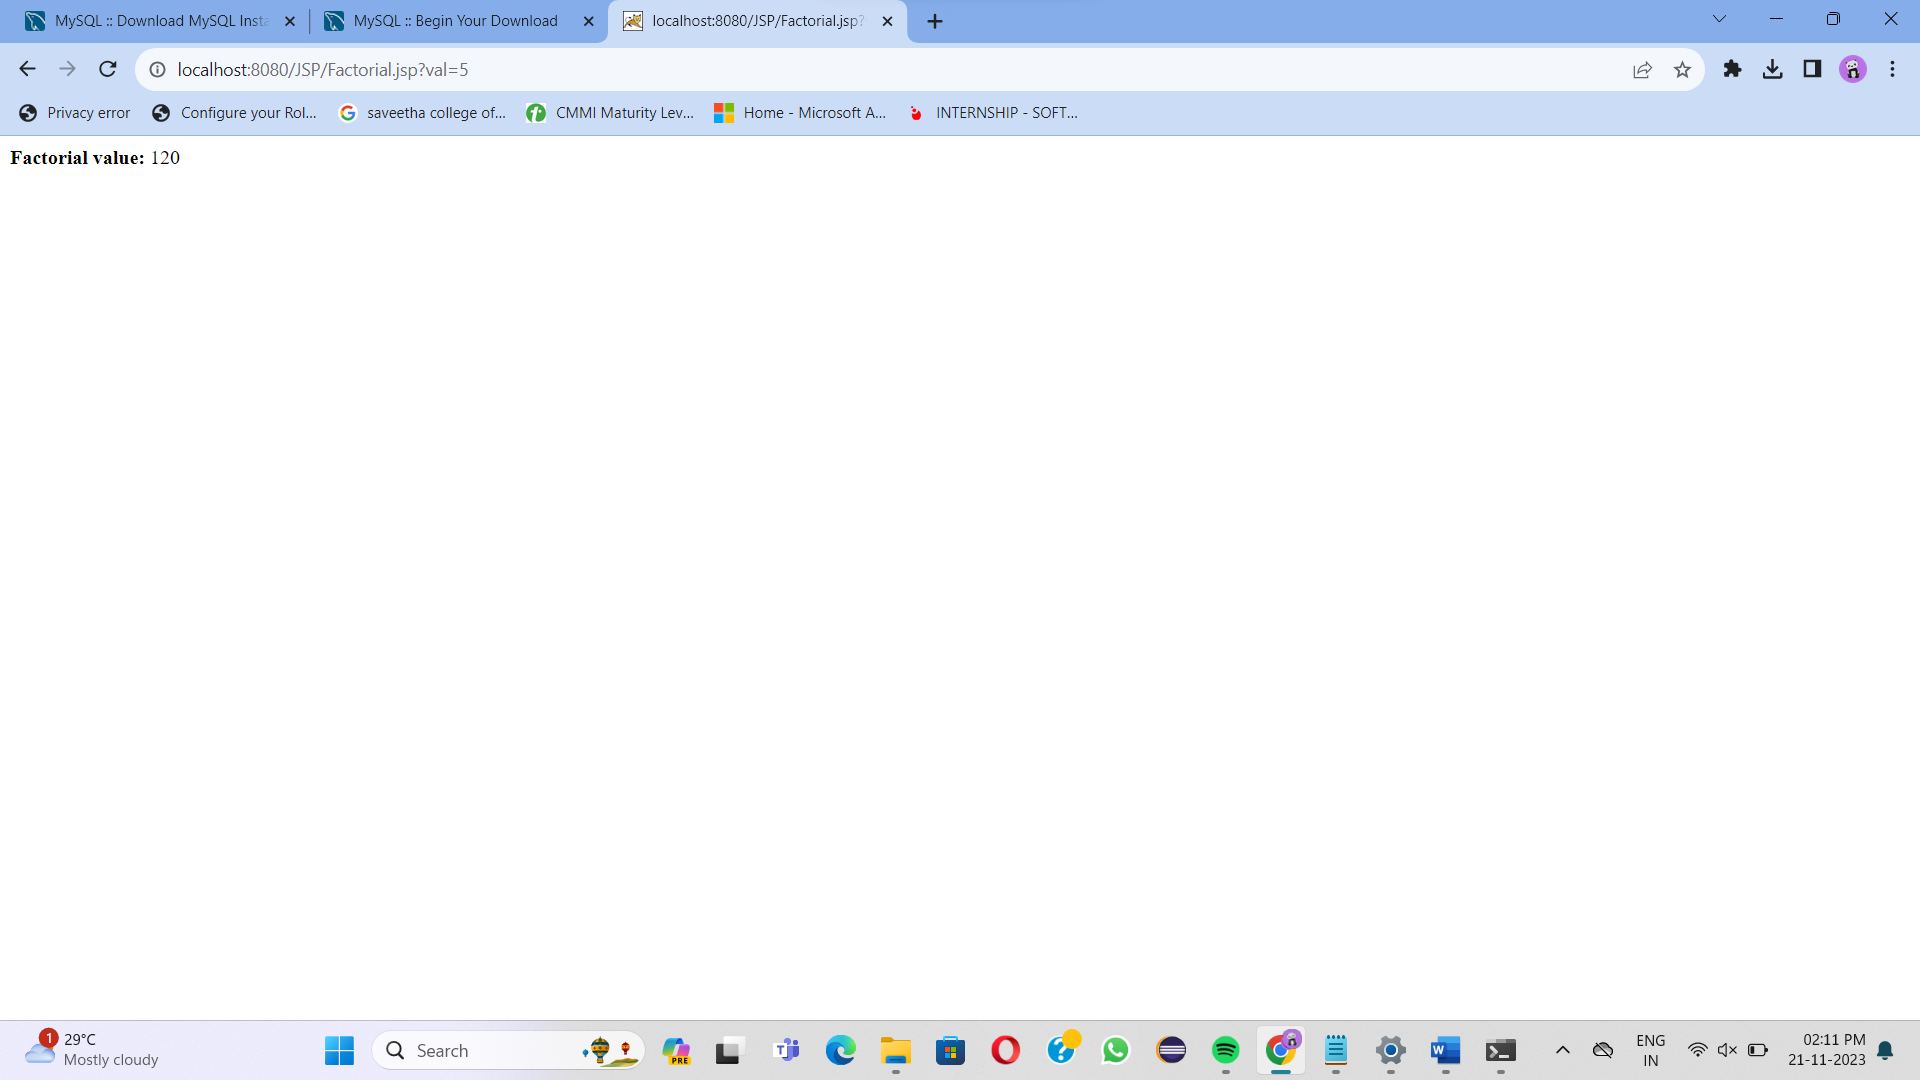 MySQL :: Download MySQL Insta
MySQL :: Begin Your Download
localhost:8080/JSP/Factorial.jsp?
localhost:8080/JSP/Factorial.jsp?val=5
Privacy error
Configure your Rol...
saveetha college of...
CMMI Maturity Lev...
Home - Microsoft A...
INTERNSHIP - SOFT...
Factorial value: 120
1
29°C
Mostly cloudy
Search
PRE
ENG
IN
02:11 PM
21-11-2023